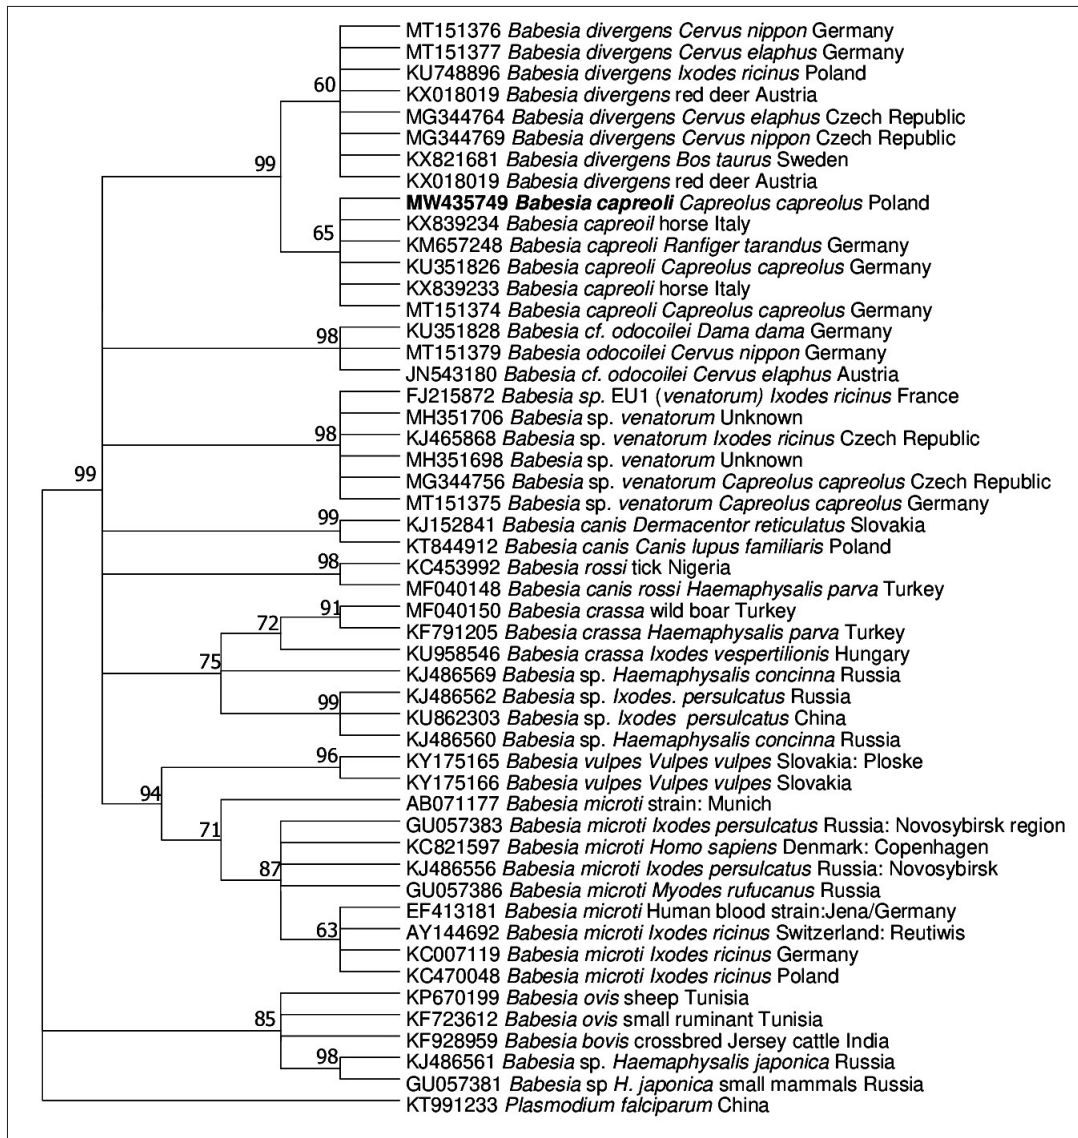 MT151376 Babesia divergens Cervus nippon Germany
MT151377 Babesia divergens Cervus elaphus Germany
KU748896 Babesia divergens Ixodes ricinus Poland
60
KX018019 Babesia divergens red deer Austria
MG344764 Babesia divergens Cervus elaphus Czech Republic
MG344769 Babesia divergens Cervus nippon Czech Republic
KX821681 Babesia divergens Bos taurus Sweden
99
KX018019 Babesia divergens red deer Austria
MW435749 Babesia capreoli Capreolus capreolus Poland
KX839234 Babesia capreoil horse Italy
65
KM657248 Babesia capreoli Ranfiger tarandus Germany
KU351826 Babesia capreoli Capreolus capreolus Germany
KX839233 Babesia capreoli horse Italy
MT151374 Babesia capreoli Capreolus capreolus Germany
KU351828 Babesia cf. odocoilei Dama dama Germany
98
MT151379 Babesia odocoilei Cervus nippon Germany
JN543180 Babesia cf. odocoilei Cervus elaphus Austria
FJ215872 Babesia sp. EU1 (venatorum) Ixodes ricinus France
MH351706 Babesia sp. venatorum Unknown
98
KJ465868 Babesia sp. venatorum Ixodes ricinus Czech Republic
MH351698 Babesia sp. venatorum Unknown
99
MG344756 Babesia sp. venatorum Capreolus capreolus Czech Republic
MT151375 Babesia sp. venatorum Capreolus capreolus Germany
99
KJ152841 Babesia canis Dermacentor reticulatus Slovakia
KT844912 Babesia canis Canis lupus familiaris Poland
98
KC453992 Babesia rossi tick Nigeria
MF040148 Babesia canis rossi Haemaphysalis parva Turkey
91
MF040150 Babesia crassa wild boar Turkey
72
KF791205 Babesia crassa Haemaphysalis parva Turkey
KU958546 Babesia crassa Ixodes vespertilionis Hungary
75
KJ486569 Babesia sp. Haemaphysalis concinna Russia
KJ486562 Babesia sp. Ixodes. persulcatus Russia
99
KU862303 Babesia sp. Ixodes persulcatus China
KJ486560 Babesia sp. Haemaphysalis concinna Russia
96
KY175165 Babesia vulpes Vulpes vulpes Slovakia: Ploske
KY175166 Babesia vulpes Vulpes vulpes Slovakia
94
AB071177 Babesia microti strain: Munich
71
GU057383 Babesia microti Ixodes persulcatus Russia: Novosybirsk region
KC821597 Babesia microti Homo sapiens Denmark: Copenhagen
87
KJ486556 Babesia microti Ixodes persulcatus Russia: Novosybirsk
GU057386 Babesia microti Myodes rufucanus Russia
EF413181 Babesia microti Human blood strain:Jena/Germany
63
AY144692 Babesia microti Ixodes ricinus Switzerland: Reutiwis
KC007119 Babesia microti Ixodes ricinus Germany
KC470048 Babesia microti Ixodes ricinus Poland
KP670199 Babesia ovis sheep Tunisia
85
KF723612 Babesia ovis small ruminant Tunisia
KF928959 Babesia bovis crossbred Jersey cattle India
98
KJ486561 Babesia sp. Haemaphysalis japonica Russia
GU057381 Babesia sp H. japonica small mammals Russia
KT991233 Plasmodium falciparum China